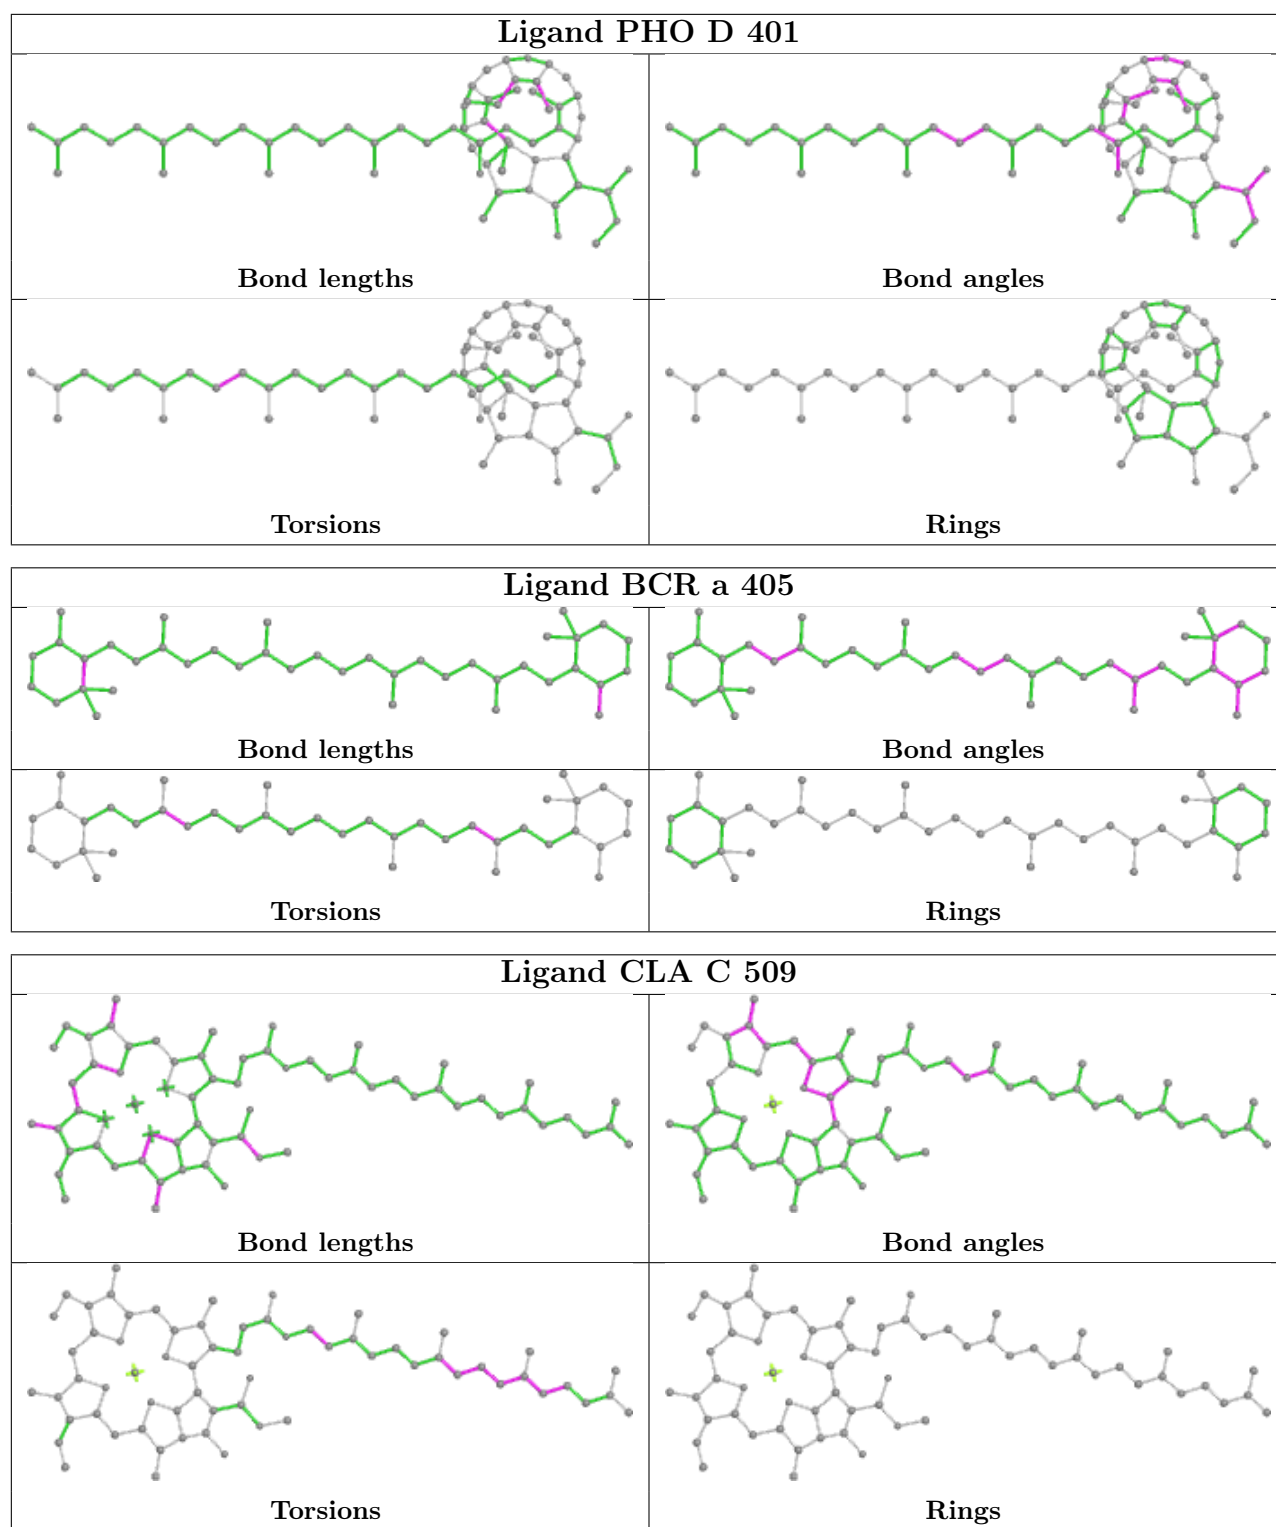 Ligand PHO D 401
Bond lengths
Bond angles
Torsions
Rings
Ligand BCR a 405
Bond lengths
Bond angles
Torsions
Rings
Ligand CLA C 509
Bond lengths
Bond angles
Torsions
Rings